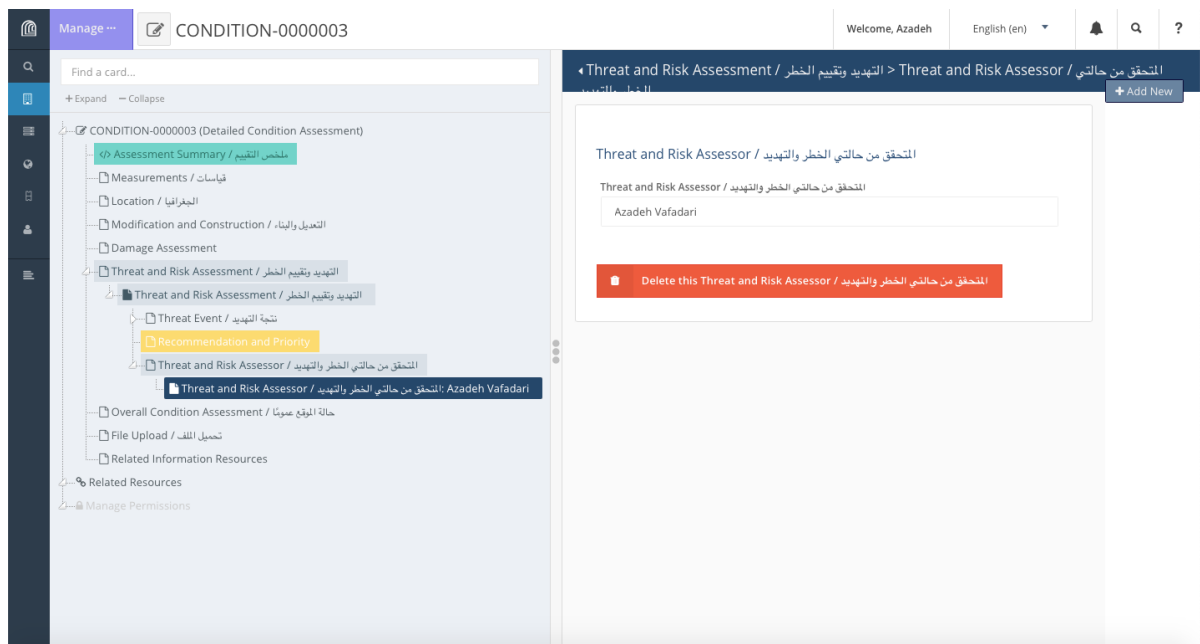 Manage ...
CONDITION-0000003
Welcome, Azadeh
English (en)
?
Find a card...
+ Expand
− Collapse
CONDITION-0000003 (Detailed Condition Assessment)
</> Assessment Summary / ملخص التقييم
Measurements / قياسات
Location / الجغرافيا
Modification and Construction / التعديل والبناء
Damage Assessment
Threat and Risk Assessment / التهديد وتقييم الخطر
Threat and Risk Assessment / التهديد وتقييم الخطر
Threat Event / نتجة التهديد
Recommendation and Priority
Threat and Risk Assessor / المتحقق من حالتي الخطر والتهديد
Threat and Risk Assessor / المتحقق من حالتي الخطر والتهديد: Azadeh Vafadari
Overall Condition Assessment / حالة الموقع عمومًا
File Upload / تحميل الملف
Related Information Resources
Related Resources
Manage Permissions
Threat and Risk Assessment / التهديد وتقييم الخطر > Threat and Risk Assessor / المتحقق من حالتي
الخطر والتهديد
+ Add New
Threat and Risk Assessor / المتحقق من حالتي الخطر والتهديد
Threat and Risk Assessor / المتحقق من حالتي الخطر والتهديد
Azadeh Vafadari
Delete this Threat and Risk Assessor / المتحقق من حالتي الخطر والتهديد